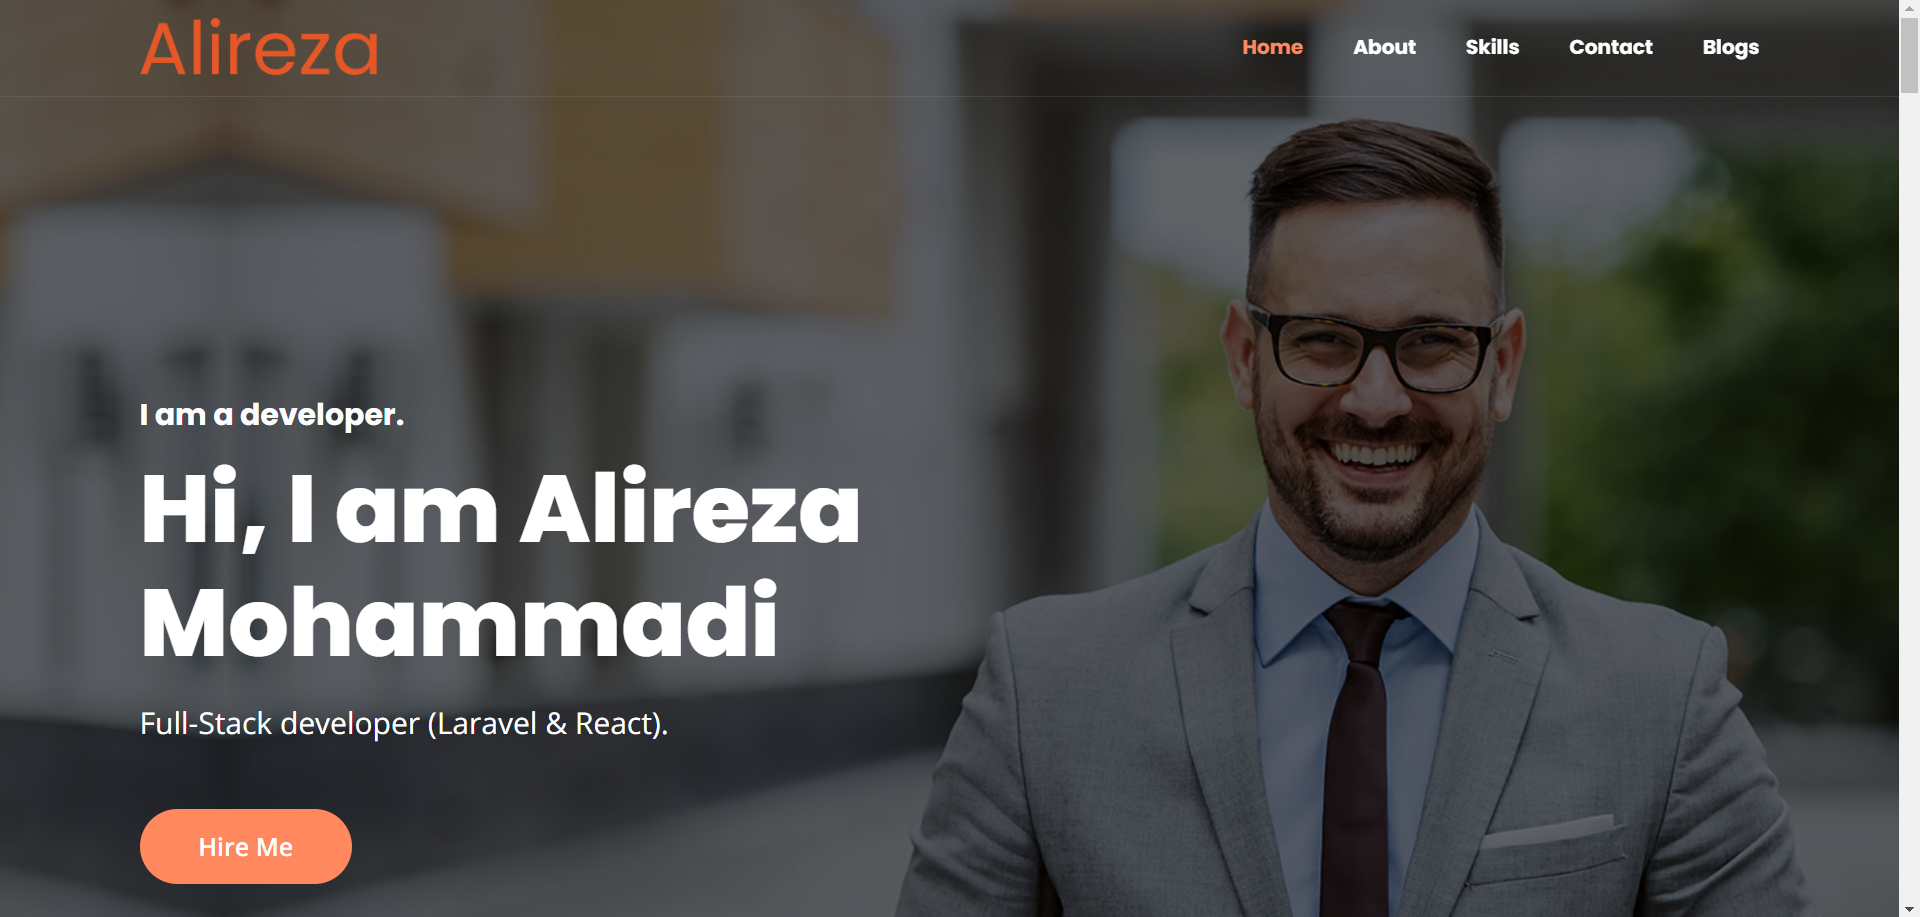 Alireza
Home
About
Skills
Contact
Blogs
I am a developer.
Hi, I am Alireza
Mohammadi
Full-Stack developer (Laravel & React).
Hire Me